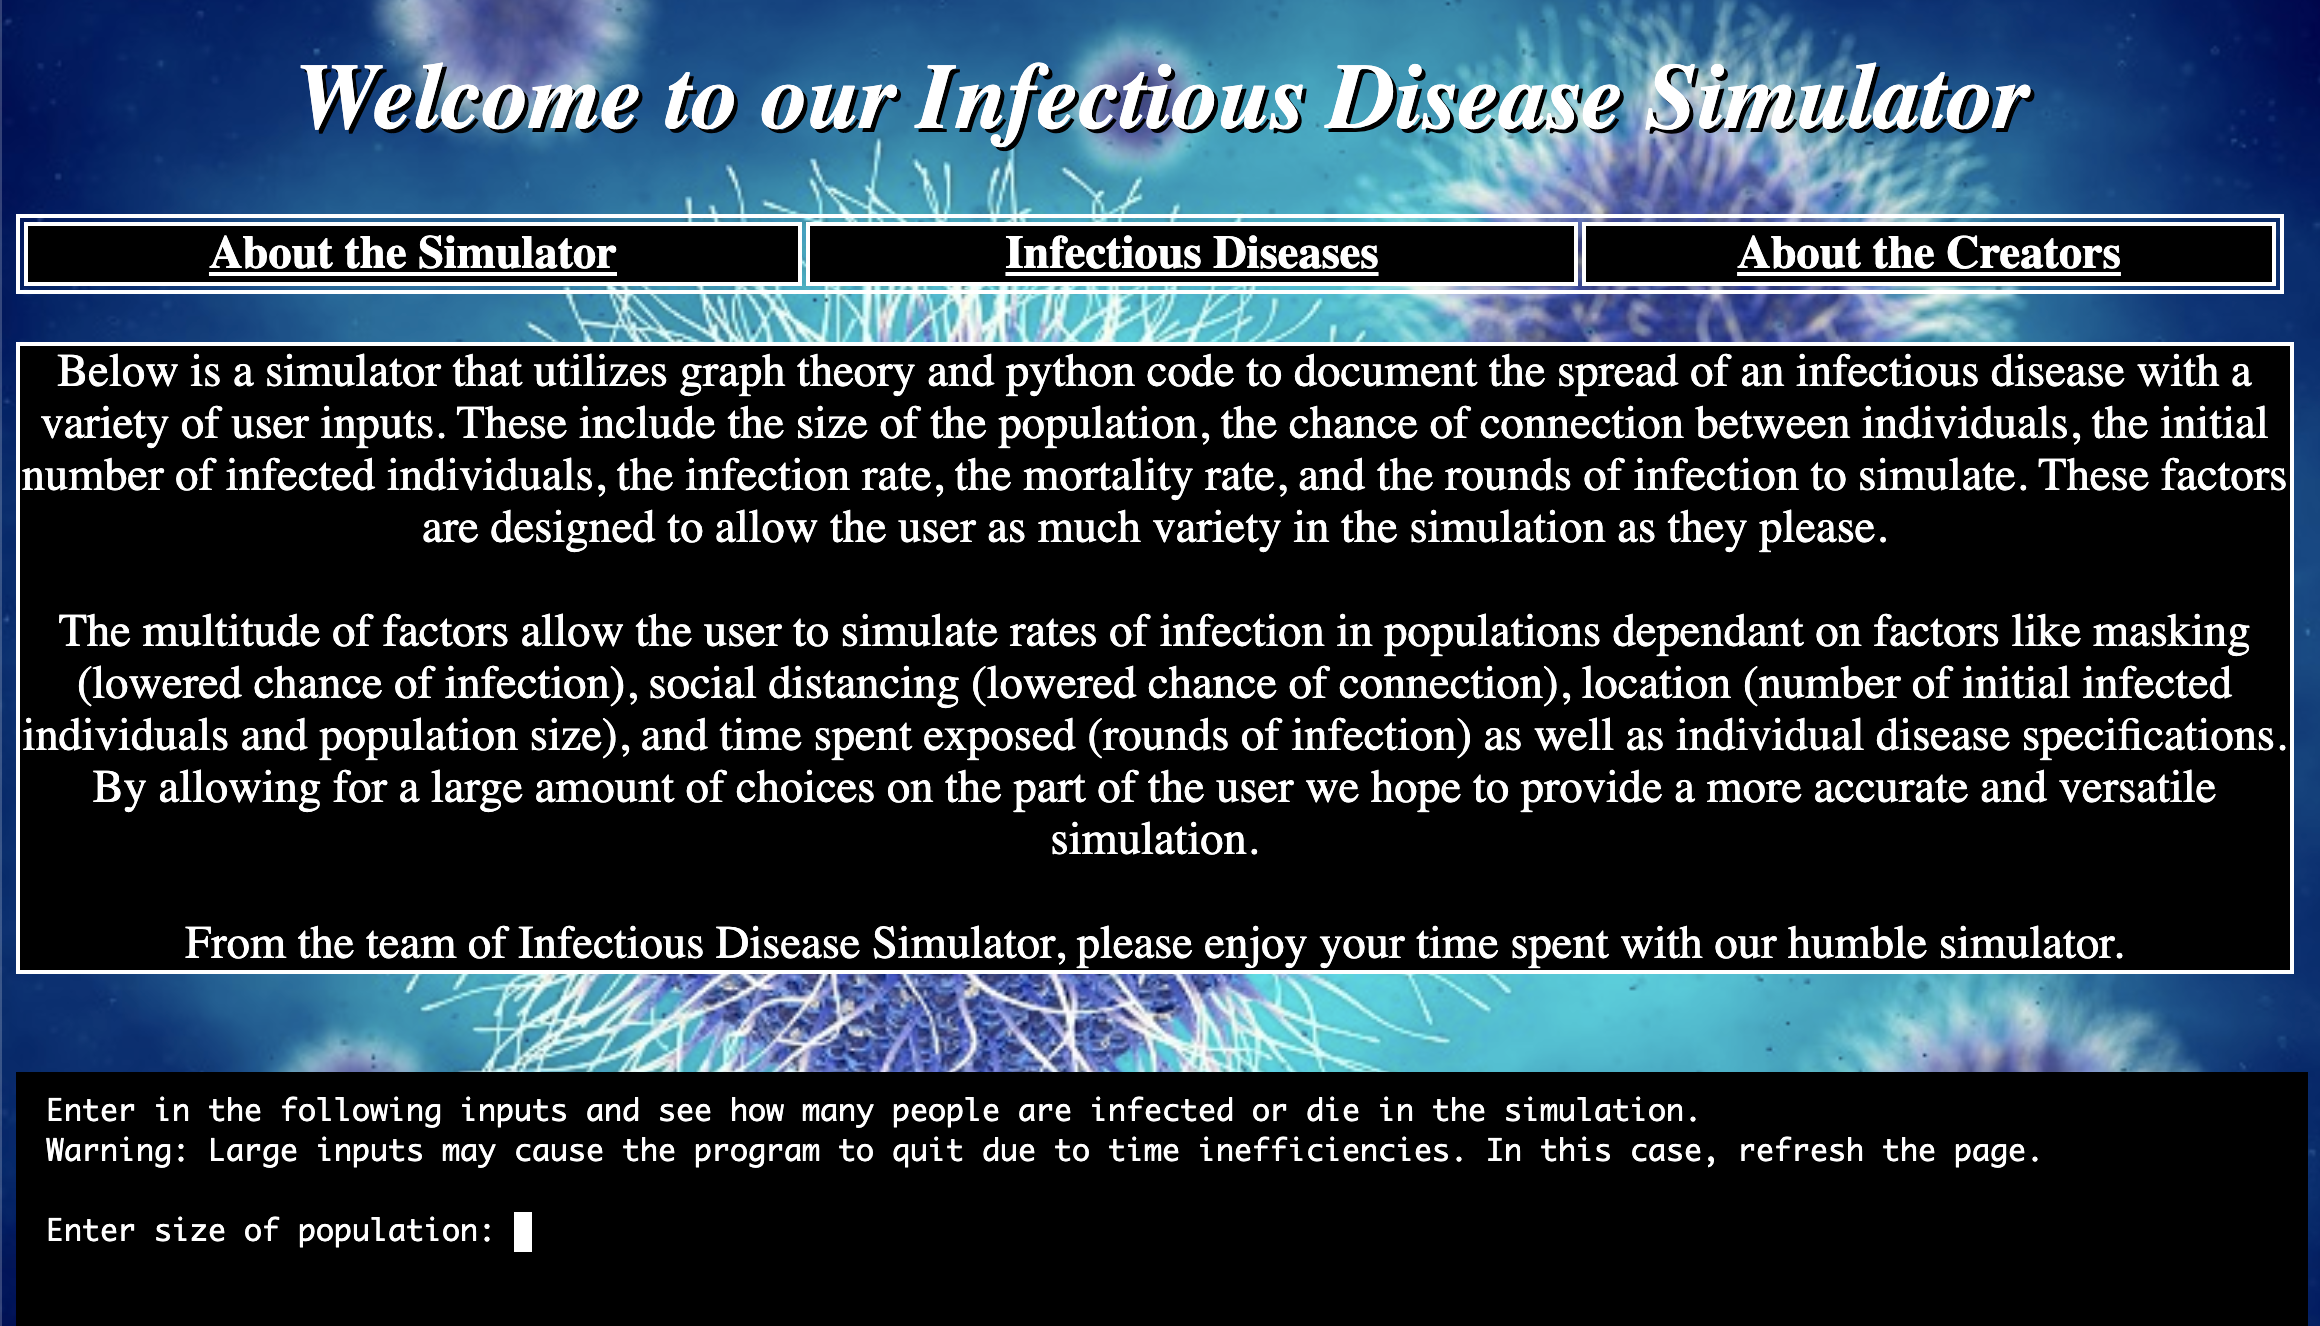 Welcome to our Infectious Disease Simulator
About the Simulator
Infectious Diseases
About the Creators
Below is a simulator that utilizes graph theory and python code to document the spread of an infectious disease with a
variety of user inputs. These include the size of the population, the chance of connection between individuals, the initial
number of infected individuals, the infection rate, the mortality rate, and the rounds of infection to simulate. These factors
are designed to allow the user as much variety in the simulation as they please.
The multitude of factors allow the user to simulate rates of infection in populations dependant on factors like masking
(lowered chance of infection), social distancing (lowered chance of connection), location (number of initial infected
individuals and population size), and time spent exposed (rounds of infection) as well as individual disease specifications.
By allowing for a large amount of choices on the part of the user we hope to provide a more accurate and versatile
simulation.
From the team of Infectious Disease Simulator, please enjoy your time spent with our humble simulator.
Enter in the following inputs and see how many people are infected or die in the simulation.
Warning: Large inputs may cause the program to quit due to time inefficiencies. In this case, refresh the page.
Enter size of population: